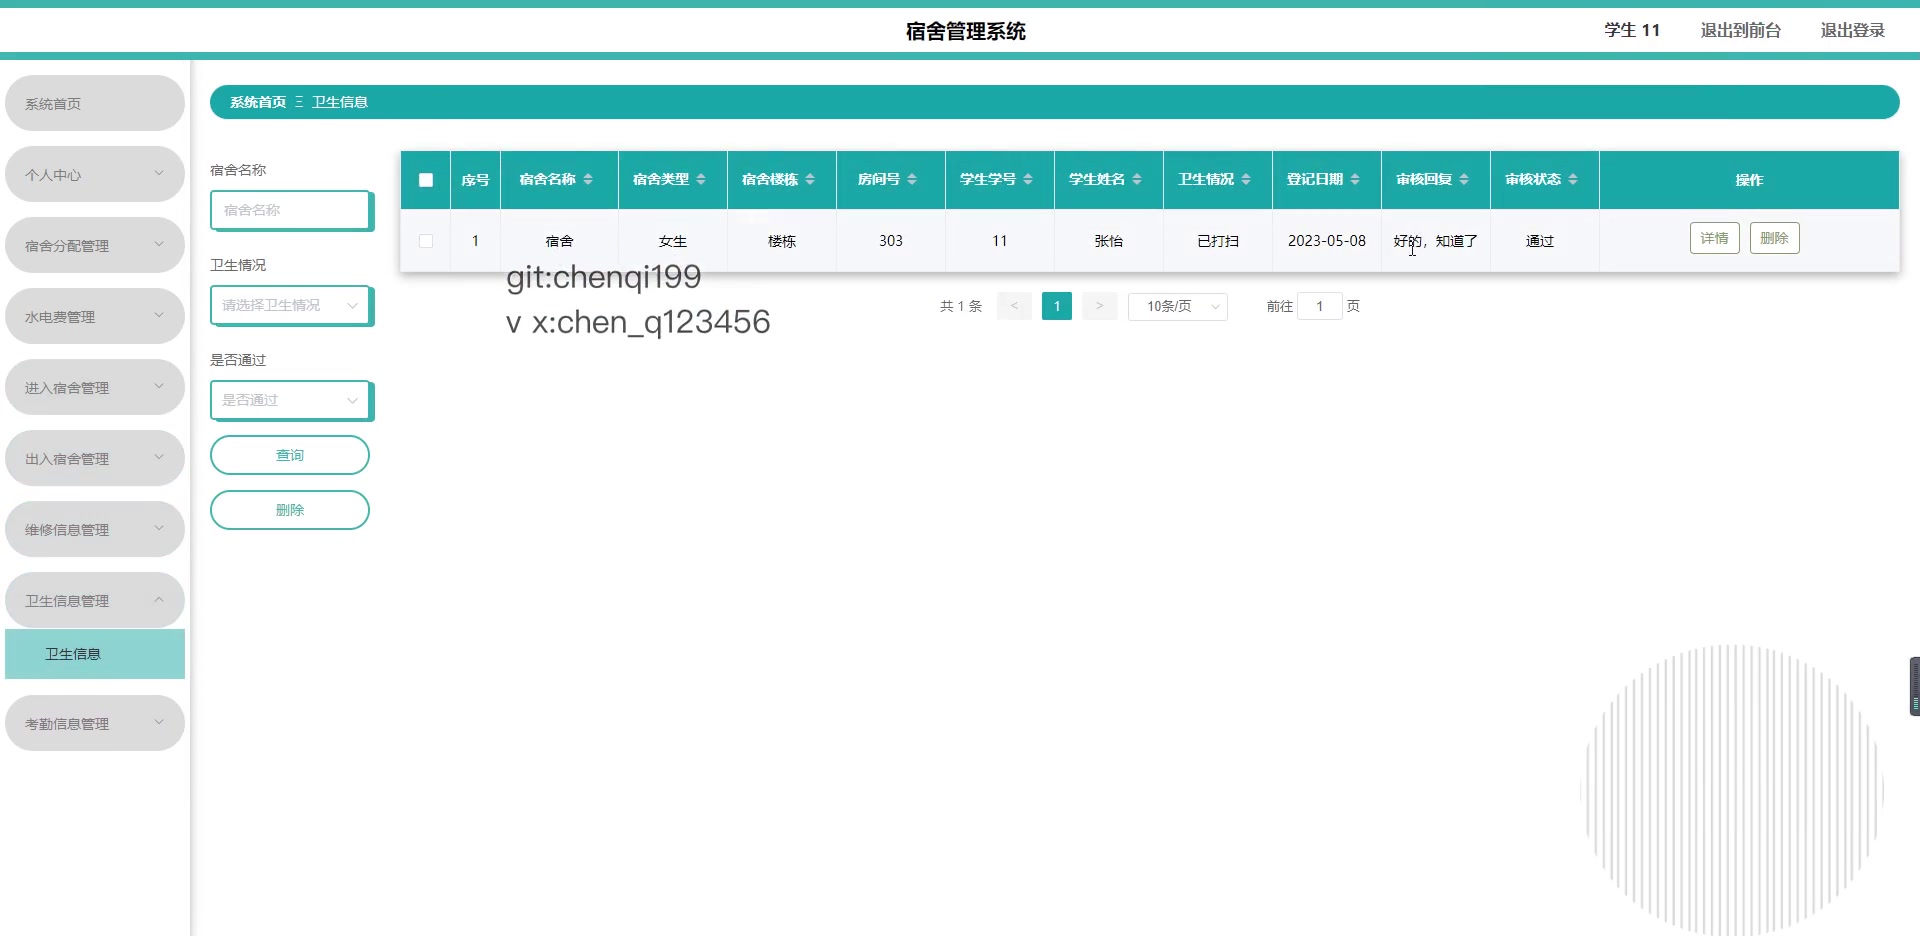 宿舍管理系统
学生 11
退出到前台
退出登录
系统首页
个人中心
宿舍分配管理
水电费管理
进入宿舍管理
出入宿舍管理
维修信息管理
卫生信息管理
卫生信息
考勤信息管理
系统首页 Ξ 卫生信息
宿舍名称
宿舍名称
卫生情况
请选择卫生情况
是否通过
是否通过
查询
删除
序号 宿舍名称 宿舍类型 宿舍楼栋 房间号 学生学号 学生姓名 卫生情况 登记日期 审核回复 审核状态 操作
1 宿舍 女生 楼栋 303 11 张怡 已打扫 2023-05-08 好的，知道了 通过 详情 删除
git:chenqi199
v x:chen_q123456
共 1 条 < 1 > 10条/页 前往 1 页